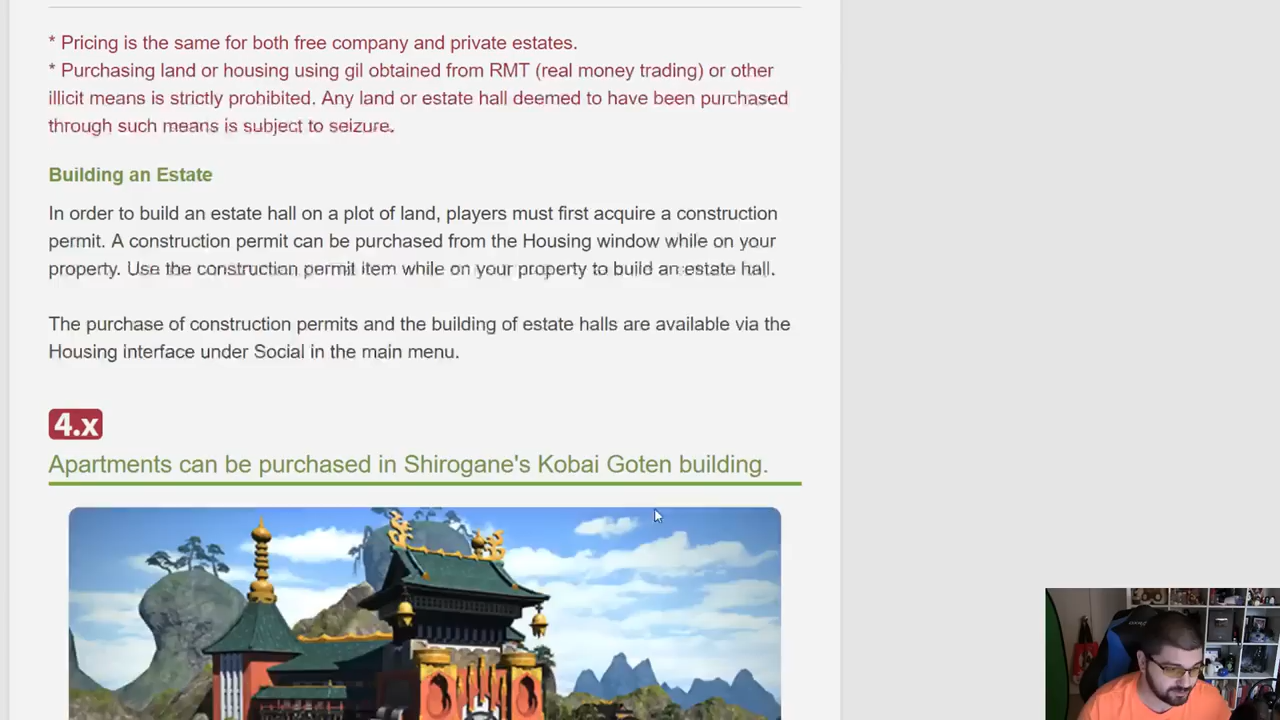 * Pricing is the same for both free company and private estates.
* Purchasing land or housing using gil obtained from RMT (real money trading) or other
illicit means is strictly prohibited. Any land or estate hall deemed to have been purchased
through such means is subject to seizure.
Building an Estate
In order to build an estate hall on a plot of land, players must first acquire a construction
permit. A construction permit can be purchased from the Housing window while on your
property. Use the construction permit item while on your property to build an estate hall.
The purchase of construction permits and the building of estate halls are available via the
Housing interface under Social in the main menu.
4.x
Apartments can be purchased in Shirogane's Kobai Goten building.